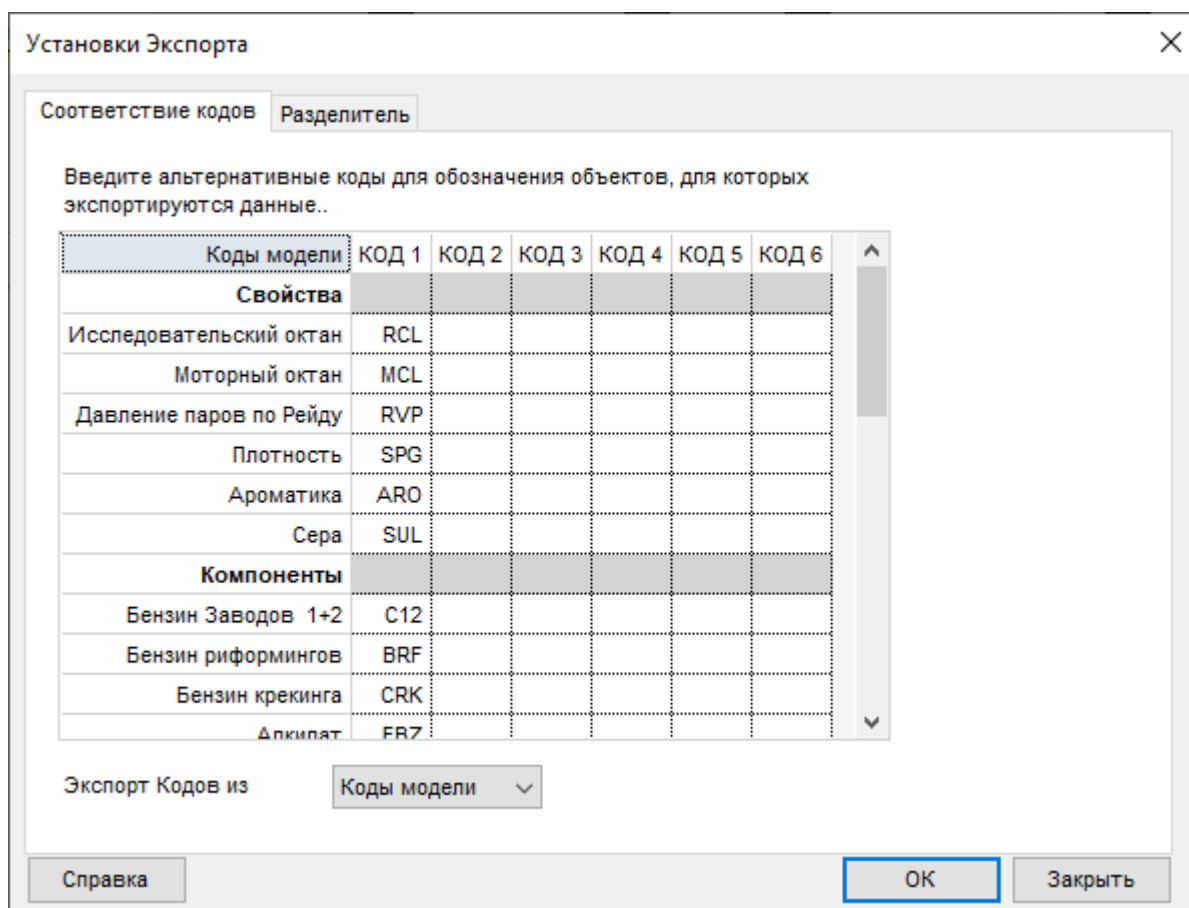 Установки Экспорта
Соответствие кодов Разделитель
Введите альтернативные коды для обозначения объектов, для которых
экспортируются данные..
Коды модели КОД 1 КОД 2 КОД 3 КОД 4 КОД 5 КОД 6
Свойства
Исследовательский октан RCL
Моторный октан MCL
Давление паров по Рейду RVP
Плотность SPG
Ароматика ARO
Сера SUL
Компоненты
Бензин Заводов 1+2 C12
Бензин риформингов BRF
Бензин крекинга CRK
Алкилат
Экспорт Кодов из Коды модели
Справка ОК Закрыть